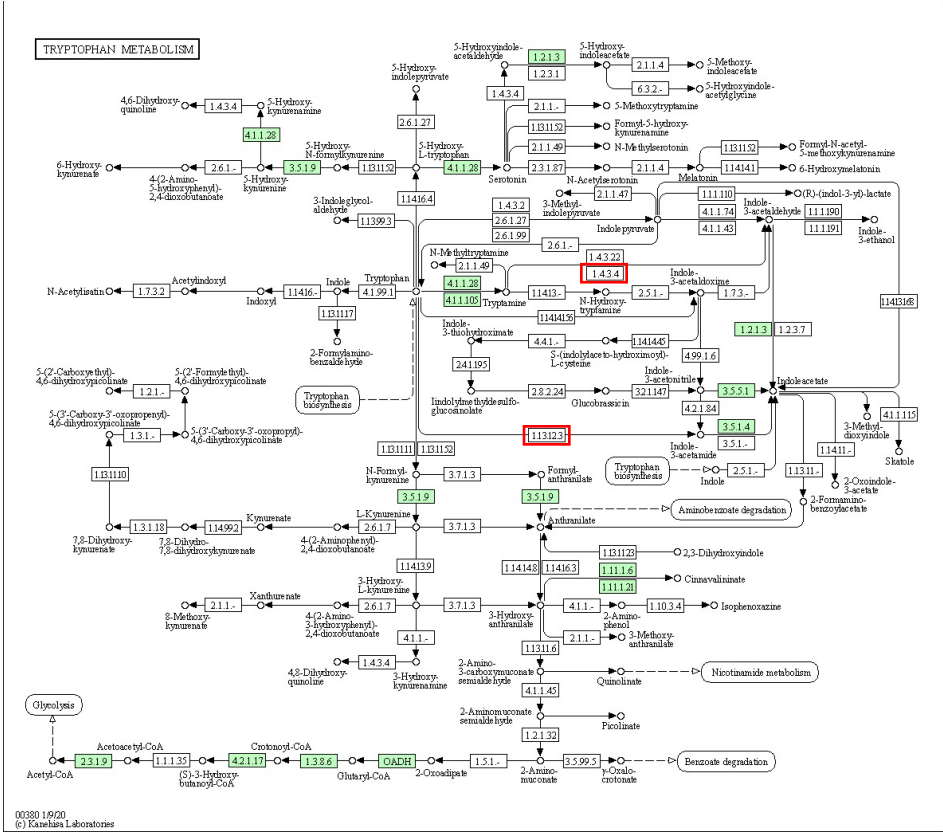 TRYPTOPHAN METABOLISM
5-Hydroxyindole-
acetaldehyde
1.2.1.3
1.2.3.1
5-Hydroxy-
indoleacetate
2.1.1.4
5-Methoxy-
indoleacetate
6.3.2.-
5-Hydroxyindole-
acetylglycine
5-Hydroxy-
indolepyruvate
1.4.3.4
4,6-Dihydroxy-
quinoline
1.4.3.4
5-Hydroxy-
kynurenamine
2.1.1.-
5-Methoxytryptamine
2.6.1.27
1.13.11.52
Formyl-5-hydroxy-
kynurenamine
4.1.1.28
5-Hydroxy-
N-formylkynurenine
5-Hydroxy-
L-tryptophan
2.1.1.49
N-Methylserotonin
1.13.11.52
Formyl-N-acetyl-
5-methoxykynurenamine
6-Hydroxy-
kynurenate
2.6.1.-
3.5.1.9
1.13.11.52
4.1.1.28
Serotonin
2.3.1.87
2.1.1.4
1.14.14.1
6-Hydroxymelatonin
4-(2-Amino-
5-hydroxyphenyl)-
2,4-dioxobutanoate
5-Hydroxy-
kynurenine
N-Acetylserotonin
Melatonin
1.14.16.4
2.1.1.47
1.1.1.110
(R)-(indol-3-yl)-lactate
3-Indoleglycol-
aldehyde
1.13.99.3
1.4.3.2
2.6.1.27
2.6.1.99
3-Methyl-
indolepyruvate
Indolepyruvate
4.1.1.74
4.1.1.43
Indole-
3-acetaldehyde
1.1.1.190
1.1.1.191
Indole-
3-ethanol
2.6.1.-
N-Methyltryptamine
2.1.1.49
1.4.3.22
1.4.3.4
N-Acetylisatin
1.7.3.2
Acetylindoxyl
Indoxyl
1.14.16.-
Indole
4.1.99.1
Tryptophan
4.1.1.28
4.1.1.105
Tryptamine
1.14.13.-
N-Hydroxy-
tryptamine
2.5.1.-
Indole-
3-acetaldoxime
1.7.3.-
1.14.13.168
1.13.11.17
1.14.14.156
2-Formylamino-
benzaldehyde
Indole-
3-thiohydroximate
4.4.1.-
1.14.14.45
1.2.1.3
1.2.3.7
S-(indolylaceto-hydroximoyl)-
L-cysteine
2.4.1.195
4.99.1.6
5-(2'-Carboxyethyl)-
4,6-dihydroxypicolinate
1.2.1.-
5-(2'-Formylethyl)-
4,6-dihydroxypicolinate
Tryptophan
biosynthesis
Iindolylmethyldesulfo-
glucosinolate
2.8.2.24
Glucobrassicin
3.2.1.147
Indole-
3-acetonitrile
3.5.5.1
Indoleacetate
5-(3'-Carboxy-3'-oxopropenyl)-
4,6-dihydroxypicolinate
1.3.1.-
5-(3'-Carboxy-3'-oxopropyl)-
4,6-dihydroxypicolinate
4.2.1.84
3.5.1.4
3.5.1.-
3-Methyl-
dioxyindole
4.1.1.115
Skatole
1.13.12.3
Indole-
3-acetamide
1.13.11.11
1.13.11.52
1.14.11.-
1.13.11.10
N-Formyl-
kynurenine
3.7.1.3
Formyl-
anthranilate
Tryptophan
biosynthesis
Indole
2.5.1.-
1.13.11.-
2-Oxoindole-
3-acetate
2-Formamino-
benzoylacetate
3.5.1.9
3.5.1.9
Aminobenzoate degradation
L-Kynurenine
Anthranilate
7,8-Dihydroxy-
kynurenate
1.3.1.18
7,8-Dihydro-
7,8-dihydroxykynurenate
1.14.99.2
Kynurenate
4-(2-Aminophenyl)-
2,4-dioxobutanoate
2.6.1.7
3.7.1.3
1.13.11.23
2,3-Dihydroxyindole
1.14.13.9
1.14.14.8
1.14.16.3
1.11.1.6
1.11.1.21
Cinnavalininate
3-Hydroxy-
L-kynurenine
8-Methoxy-
kynurenate
2.1.1.-
Xanthurenate
4-(2-Amino-
3-hydroxyphenyl)-
2,4-dioxobutanoate
2.6.1.7
3.7.1.3
3-Hydroxy-
anthranilate
4.1.1.-
2-Amino-
phenol
1.10.3.4
Isophenoxazine
4.1.1.-
2.1.1.-
3-Methoxy-
anthranilate
1.13.11.6
4,8-Dihydroxy-
quinoline
1.4.3.4
3-Hydroxy-
kynurenamine
2-Amino-
3-carboxymuconate
semialdehyde
Quinolinate
Nicotinamide metabolism
4.1.1.45
Glycolysis
2-Aminomuconate
semialdehyde
Picolinate
1.2.1.32
Acetyl-CoA
2.3.1.9
Acetoacetyl-CoA
1.1.1.35
(S)-3-Hydroxy-
butanoyl-CoA
4.2.1.17
Crotonoyl-CoA
1.3.8.6
Glutaryl-CoA
OADH
2-Oxoadipate
1.5.1.-
2-Amino-
muconate
3.5.99.5
γ-Oxalo-
crotonate
Benzoate degradation
00380 1/9/20
(c) Kanehisa Laboratories